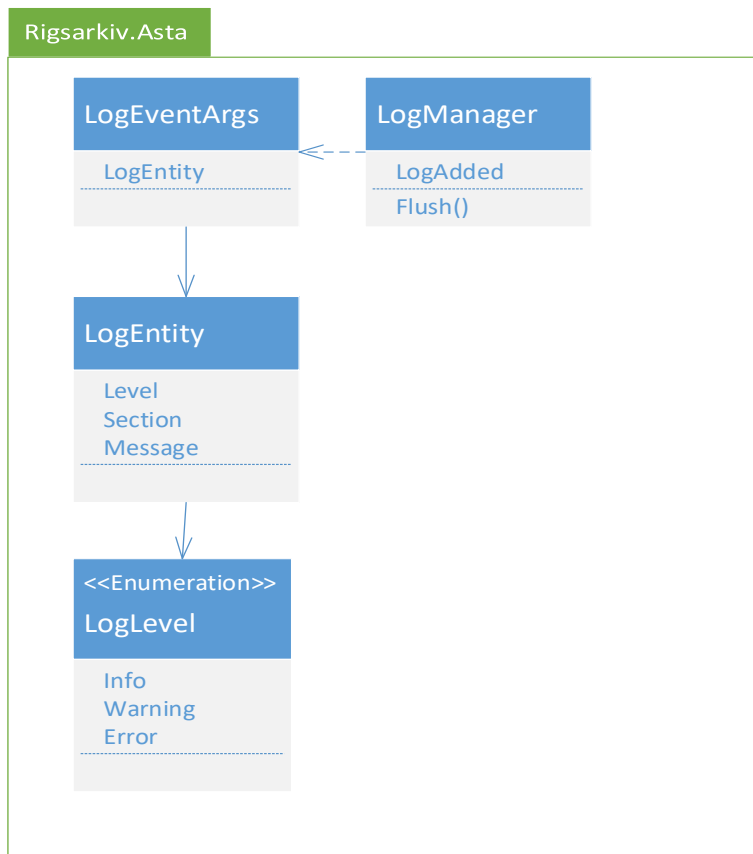 Rigsarkiv.Asta
LogEventArgs
LogEntity
LogManager
LogAdded
Flush()
LogEntity
Level
Section
Message
<<Enumeration>>
LogLevel
Info
Warning
Error